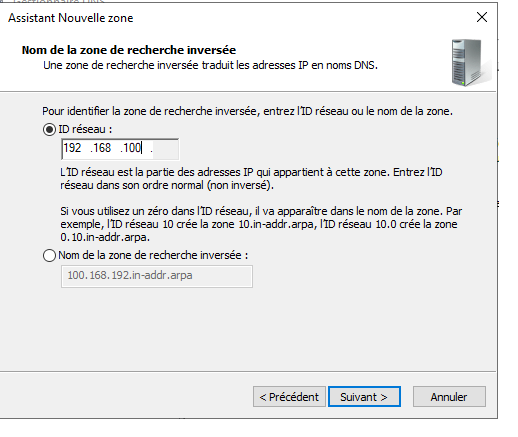 Assistant Nouvelle zone
Nom de la zone de recherche inversée
Une zone de recherche inversée traduit les adresses IP en noms DNS.
Pour identifier la zone de recherche inversée, entrez l'ID réseau ou le nom de la zone.
ID réseau :
192 .168 .100 .
L'ID réseau est la partie des adresses IP qui appartient à cette zone. Entrez l'ID
réseau dans son ordre normal (non inversé).
Si vous utilisez un zéro dans l'ID réseau, il va apparaître dans le nom de la zone. Par
exemple, l'ID réseau 10 crée la zone 10.in-addr.arpa, l'ID réseau 10.0 crée la zone
0.10.in-addr.arpa.
Nom de la zone de recherche inversée :
100.168.192.in-addr.arpa
< Précédent Suivant > Annuler